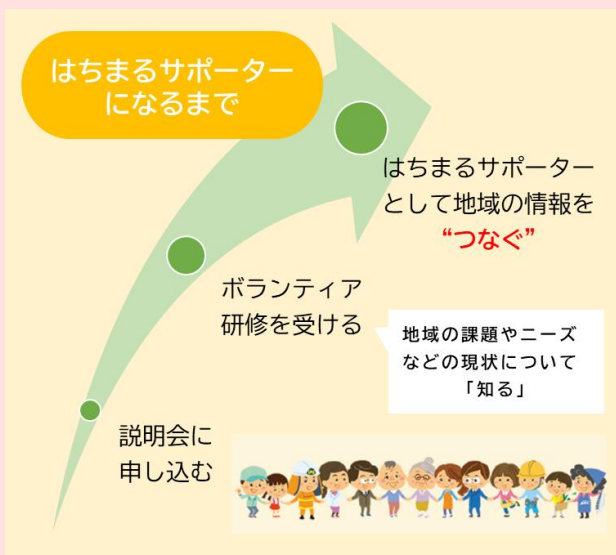 はちまるサポーター
になるまで
はちまるサポーター
として地域の情報を
“つなぐ”
ボランティア
研修を受ける
地域の課題やニーズ
などの現状について
「知る」
説明会に
申し込む